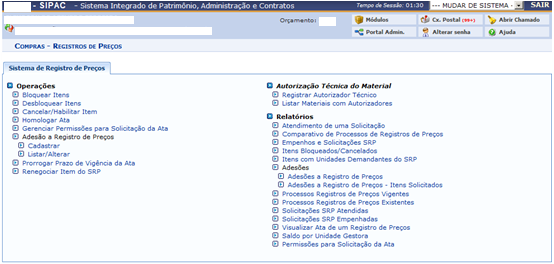 - SIPAC - Sistema Integrado de Patrimônio, Administração e Contratos
Tempo de Sessão: 01:30
--- MUDAR DE SISTEMA -
SAIR
Orçamento:
Módulos
Cx. Postal (99+)
Abrir Chamado
Portal Admin.
Alterar senha
Ajuda
Compras - Registros de Preços
Sistema de Registro de Preços
Operações
Bloquear Itens
Desbloquear Itens
Cancelar/Habilitar Item
Homologar Ata
Gerenciar Permissões para Solicitação da Ata
Adesão a Registro de Preços
Cadastrar
Listar/Alterar
Prorrogar Prazo de Vigência da Ata
Renegociar Item do SRP
Autorização Técnica do Material
Registrar Autorizador Técnico
Listar Materiais com Autorizadores
Relatórios
Atendimento de uma Solicitação
Comparativo de Processos de Registros de Preços
Empenhos e Solicitações SRP
Itens Bloqueados/Cancelados
Itens com Unidades Demandantes do SRP
Adesões
Adesões a Registro de Preços
Adesões a Registro de Preços - Itens Solicitados
Processos Registros de Preços Vigentes
Processos Registros de Preços Existentes
Solicitações SRP Atendidas
Solicitações SRP Empenhadas
Visualizar Ata de um Registro de Preços
Saldo por Unidade Gestora
Permissões para Solicitação da Ata